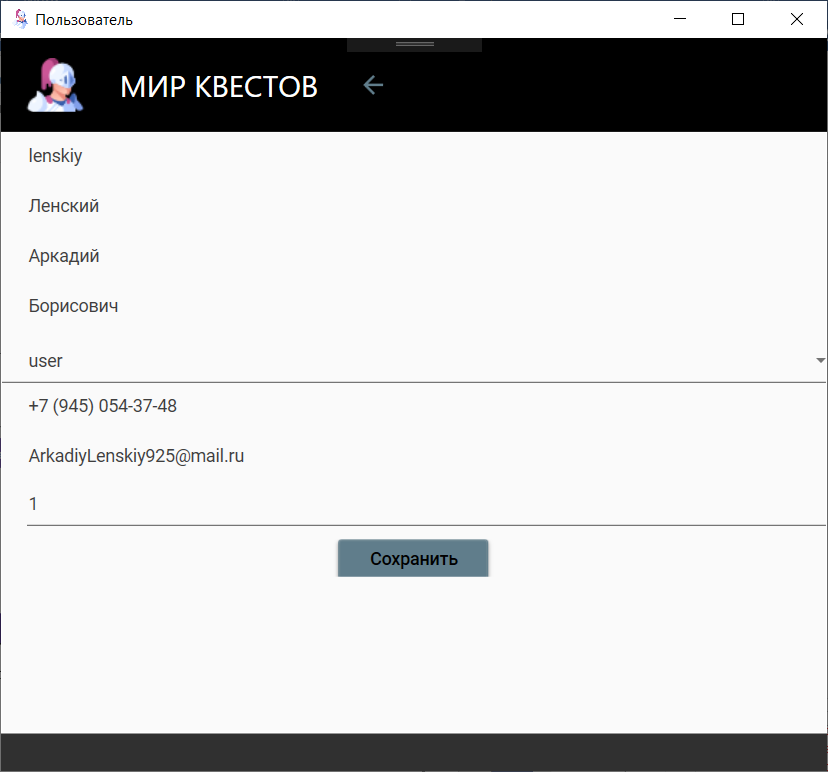 Пользователь
МИР КВЕСТОВ
lenskiy
Ленский
Аркадий
Борисович
user
+7 (945) 054-37-48
ArkadiyLenskiy925@mail.ru
1
Сохранить